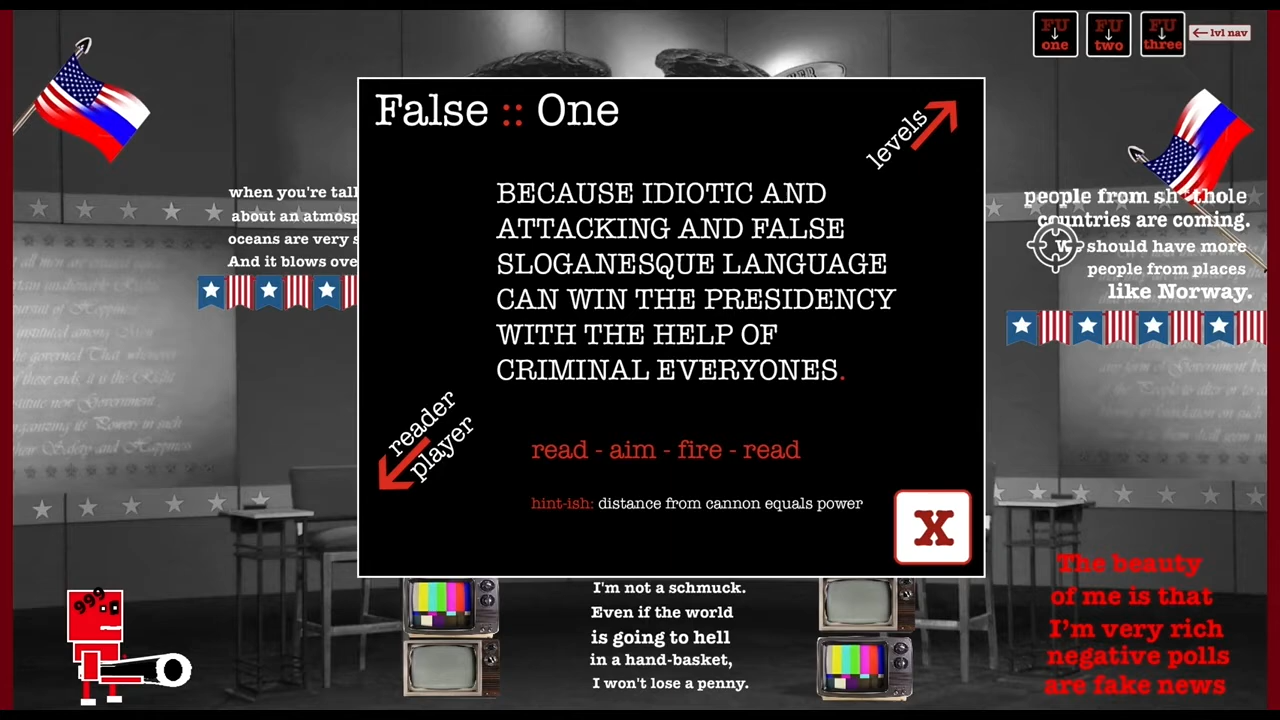 FU
one
FU
two
FU
three
lvl nav
False :: One
levels
BECAUSE IDIOTIC AND
ATTACKING AND FALSE
SLOGANESQUE LANGUAGE
CAN WIN THE PRESIDENCY
WITH THE HELP OF
CRIMINAL EVERYONES.
reader
player
read - aim - fire - read
hint-ish: distance from cannon equals power
X
when you're tall
about an atmosp
oceans are very s
And it blows ove
people from sh*thole
countries are coming.
should have more
people from places
like Norway.
999
I'm not a schmuck.
Even if the world
is going to hell
in a hand-basket,
I won't lose a penny.
The beauty
of me is that
I'm very rich
negative polls
are fake news